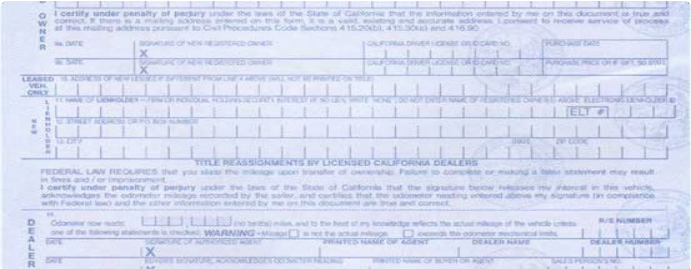 I certify under penalty of perjury under the laws of the State of California that the information entered by me on this document is true and
correct. If there is a mailing address entered on this form, it is a valid, existing and accurate address. I consent to receive service of process
at this mailing address pursuant to Civil Procedures Code Sections 415.20(b), 415.30(a) and 416.90
OWNER
9a. DATE SIGNATURE OF NEW REGISTERED OWNER CALIFORNIA DRIVER LICENSE OR ID CARD NO. PURCHASE DATE
X
9b. DATE SIGNATURE OF NEW REGISTERED OWNER CALIFORNIA DRIVER LICENSE OR ID CARD NO. PURCHASE PRICE OR IF GIFT, SO STATE
X
LEASED VEH. ONLY
10. ADDRESS OF NEW LESSEE IF DIFFERENT FROM LINE 4 ABOVE (WILL NOT BE PRINTED ON TITLE)
NEW LIENHOLDER
11. NAME OF LIENHOLDER — FIRM OR INDIVIDUAL HOLDING SECURITY INTEREST IF NO LIEN, WRITE "NONE". DO NOT ENTER NAME OF REGISTERED OWNER(S) ABOVE ELECTRONIC LIENHOLDER ID
ELT #
12. STREET ADDRESS OR P.O. BOX NUMBER
13. CITY ZIP CODE
TITLE REASSIGNMENTS BY LICENSED CALIFORNIA DEALERS
FEDERAL LAW REQUIRES that you state the mileage upon transfer of ownership. Failure to complete or making a false statement may result
in fines and / or imprisonment.
I certify under penalty of perjury under the laws of the State of California that the signature below releases my interest in this vehicle,
acknowledges the odometer mileage recorded by the seller, and certifies that the odometer reading entered above my signature (in compliance
with Federal law) and the other information entered by me on this document are true and correct.
DEALER
Odometer now reads (no tenths) miles, and to the best of my knowledge reflects the actual mileage of the vehicle unless R/S NUMBER
one of the following statements is checked. WARNING - Mileage is not the actual mileage. exceeds the odometer mechanical limits.
DATE SIGNATURE OF AUTHORIZED AGENT PRINTED NAME OF AGENT DEALER NAME DEALER NUMBER
X
DATE BUYER'S SIGNATURE, ACKNOWLEDGES ODOMETER READING PRINTED NAME OF BUYER OR AGENT SALES PERSON'S NO.
X